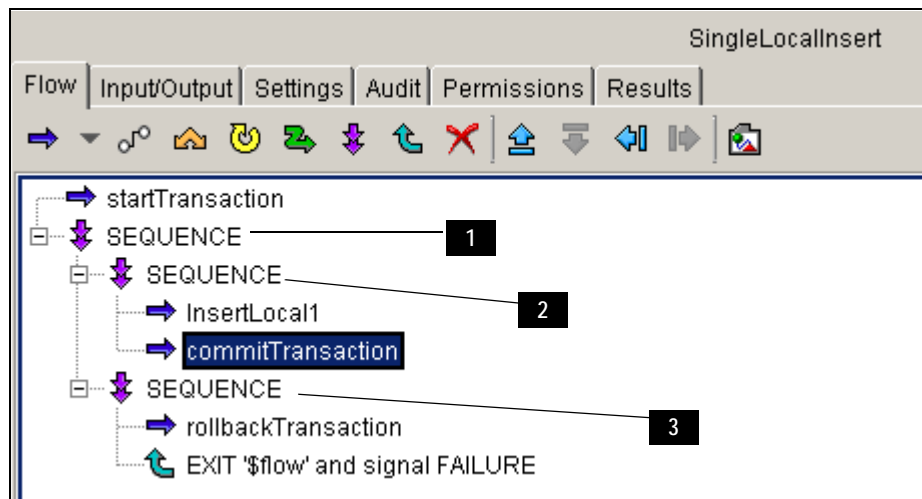 SingleLocalInsert
Flow Input/Output Settings Audit Permissions Results
startTransaction
SEQUENCE 1
SEQUENCE
InsertLocal1 2
commitTransaction
SEQUENCE
rollbackTransaction 3
EXIT '$flow' and signal FAILURE